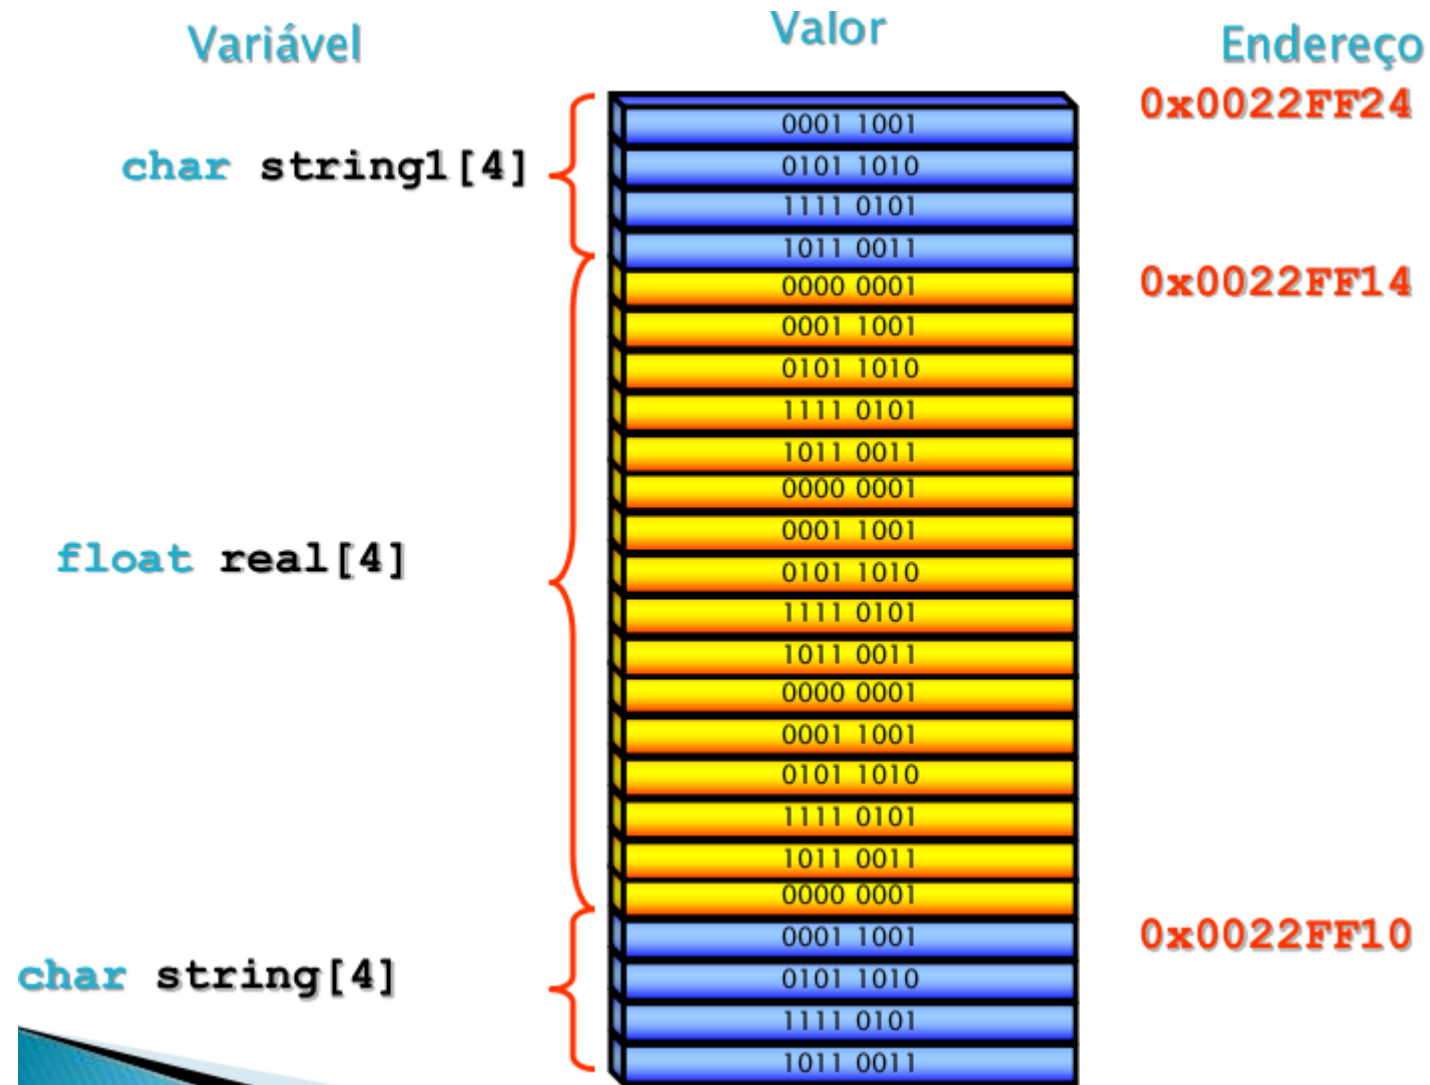 Variável Valor Endereço
0x0022FF24
0001 1001
char string1[4] 0101 1010
1111 0101
1011 0011
0000 0001 0x0022FF14
0001 1001
0101 1010
1111 0101
1011 0011
0000 0001
0001 1001
float real[4] 0101 1010
1111 0101
1011 0011
0000 0001
0001 1001
0101 1010
1111 0101
1011 0011
0000 0001
0001 1001 0x0022FF10
char string[4] 0101 1010
1111 0101
1011 0011